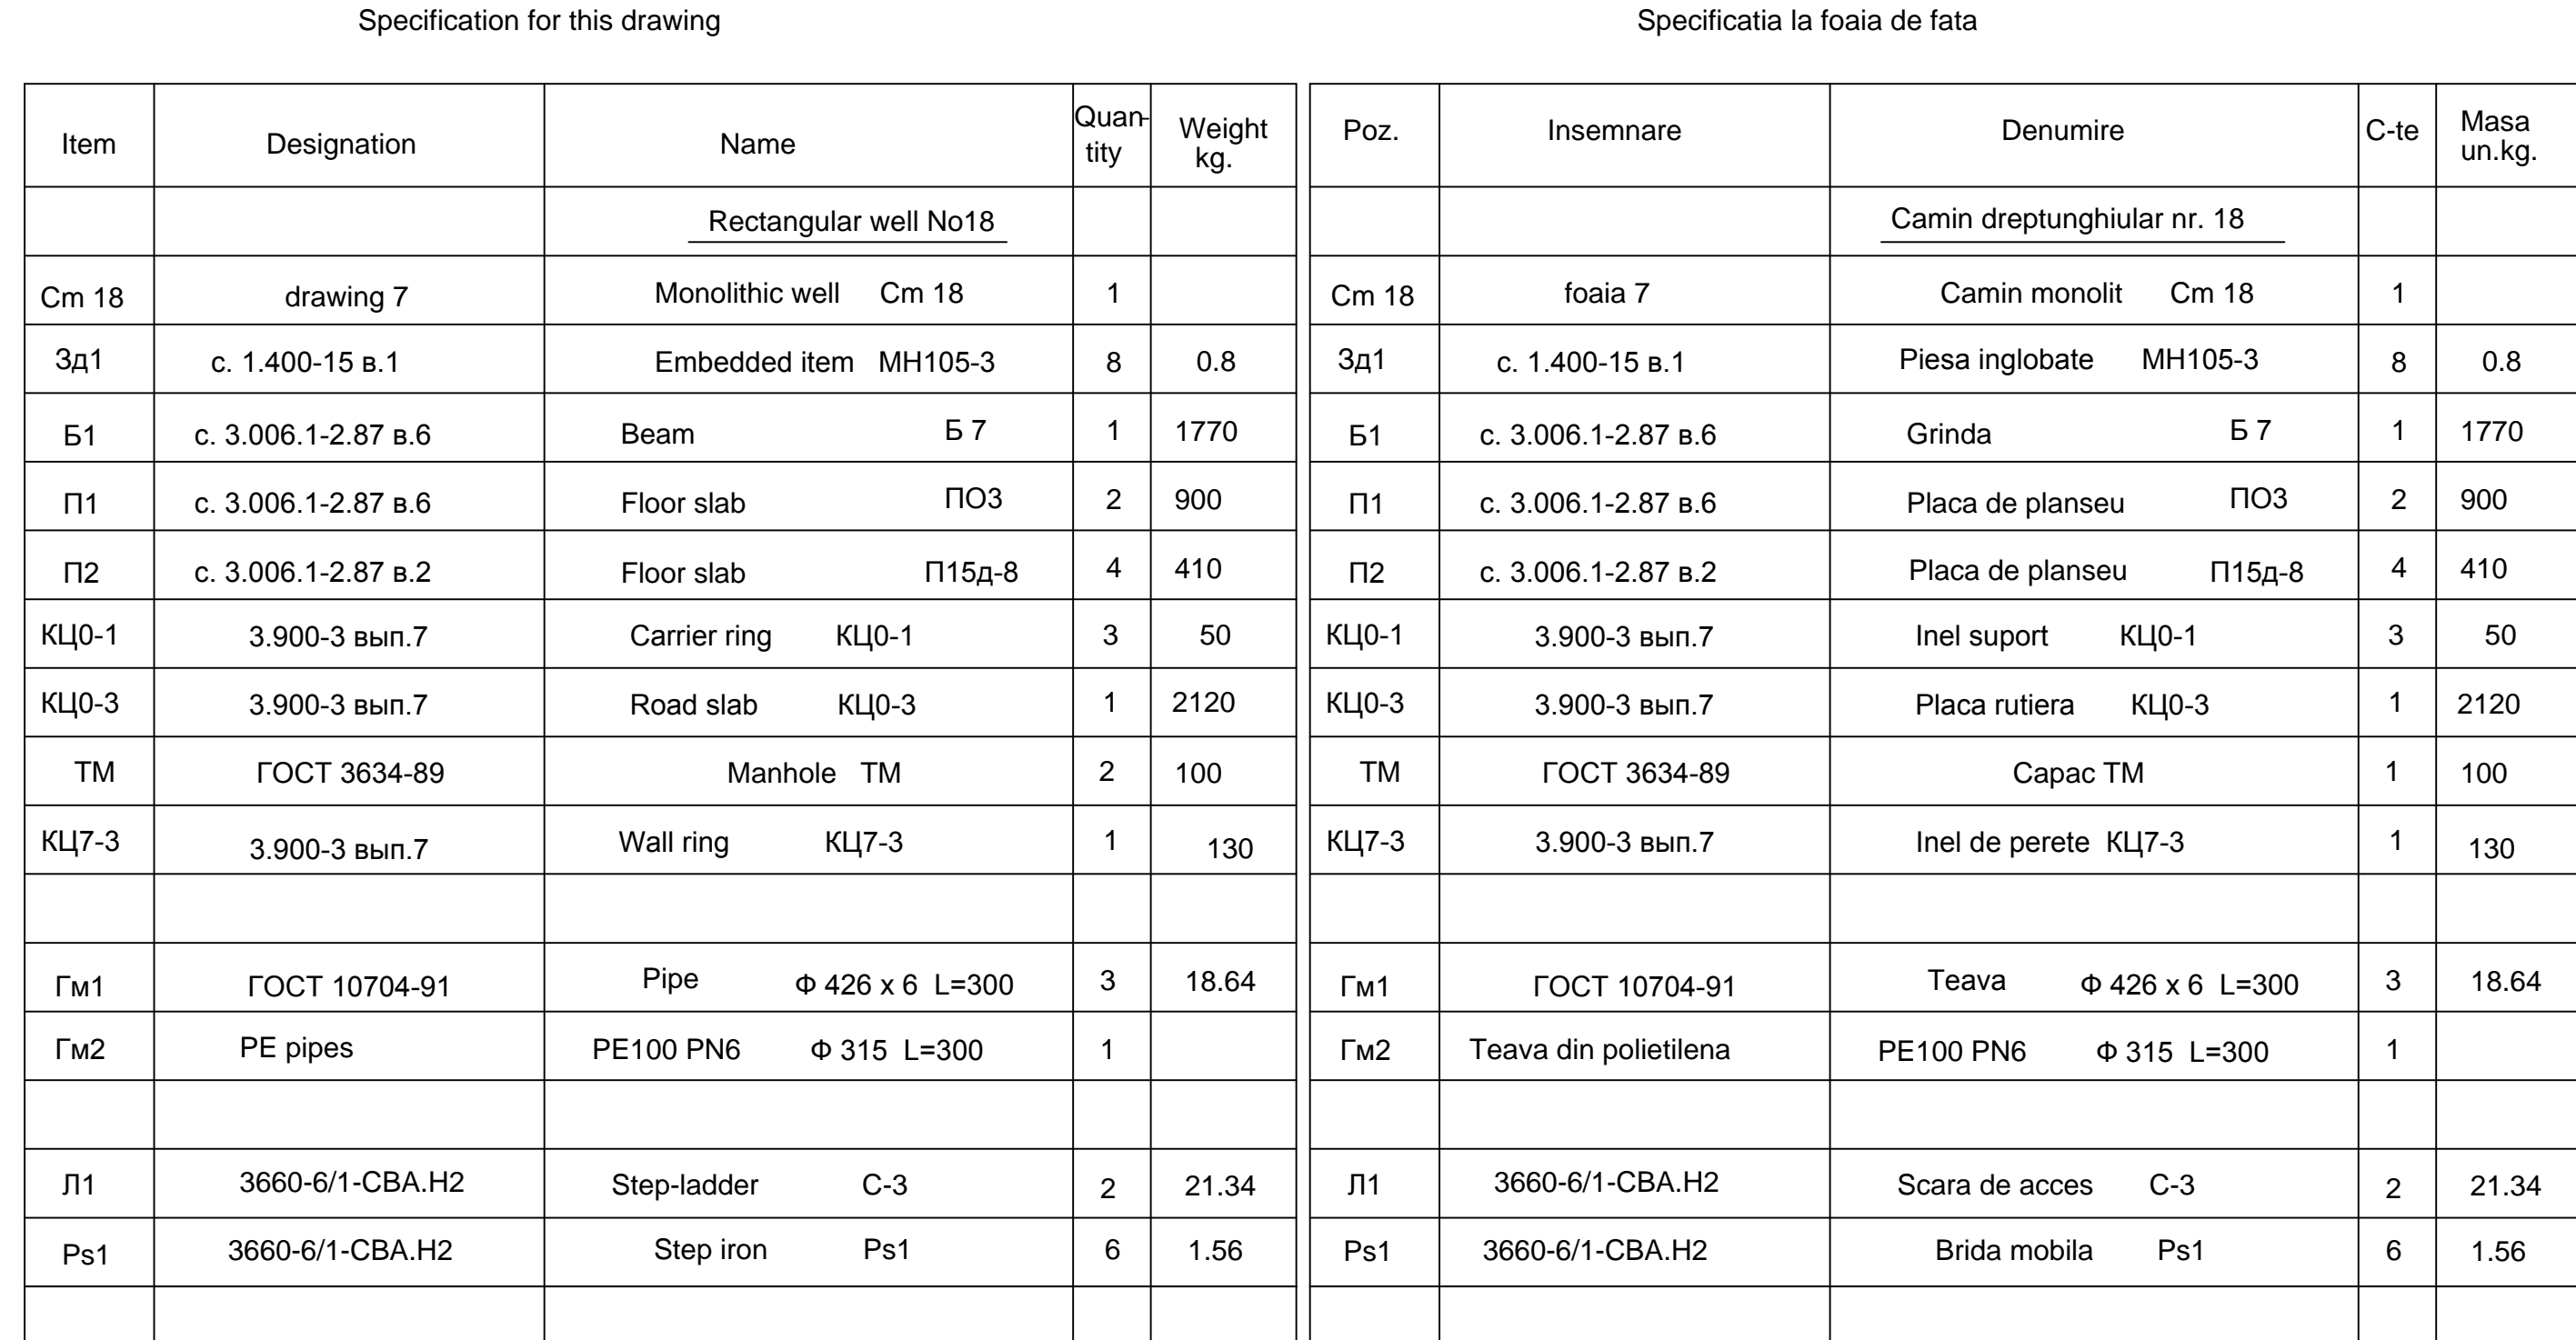 Specification for this drawing
Item Designation Name Quan-tity Weight kg.
Rectangular well No18
Cm 18 drawing 7 Monolithic well Cm 18 1
Зд1 с. 1.400-15 в.1 Embedded item МН105-3 8 0.8
Б1 с. 3.006.1-2.87 в.6 Beam Б 7 1 1770
П1 с. 3.006.1-2.87 в.6 Floor slab ПО3 2 900
П2 с. 3.006.1-2.87 в.2 Floor slab П15д-8 4 410
КЦ0-1 3.900-3 вып.7 Carrier ring КЦ0-1 3 50
КЦ0-3 3.900-3 вып.7 Road slab КЦ0-3 1 2120
ТМ ГОСТ 3634-89 Manhole ТМ 2 100
КЦ7-3 3.900-3 вып.7 Wall ring КЦ7-3 1 130
Гм1 ГОСТ 10704-91 Pipe Ф 426 x 6 L=300 3 18.64
Гм2 PE pipes PE100 PN6 Ф 315 L=300 1
Л1 3660-6/1-СВА.Н2 Step-ladder С-3 2 21.34
Ps1 3660-6/1-СВА.Н2 Step iron Ps1 6 1.56
Specificatia la foaia de fata
Poz. Insemnare Denumire C-te Masa un.kg.
Camin dreptunghiular nr. 18
Cm 18 foaia 7 Camin monolit Cm 18 1
Зд1 с. 1.400-15 в.1 Piesa inglobate МН105-3 8 0.8
Б1 с. 3.006.1-2.87 в.6 Grinda Б 7 1 1770
П1 с. 3.006.1-2.87 в.6 Placa de planseu ПО3 2 900
П2 с. 3.006.1-2.87 в.2 Placa de planseu П15д-8 4 410
КЦ0-1 3.900-3 вып.7 Inel suport КЦ0-1 3 50
КЦ0-3 3.900-3 вып.7 Placa rutiera КЦ0-3 1 2120
ТМ ГОСТ 3634-89 Capac ТМ 1 100
КЦ7-3 3.900-3 вып.7 Inel de perete КЦ7-3 1 130
Гм1 ГОСТ 10704-91 Teava Ф 426 x 6 L=300 3 18.64
Гм2 Teava din polietilena PE100 PN6 Ф 315 L=300 1
Л1 3660-6/1-СВА.Н2 Scara de acces С-3 2 21.34
Ps1 3660-6/1-СВА.Н2 Brida mobila Ps1 6 1.56